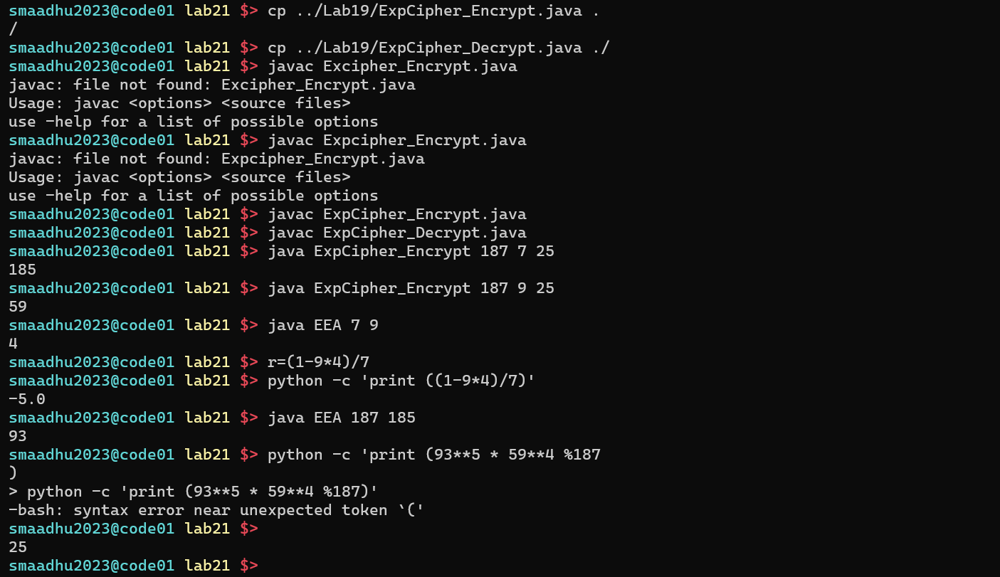 smaadhu2023@code01 lab21 $> cp ../Lab19/ExpCipher_Encrypt.java .
/
smaadhu2023@code01 lab21 $> cp ../Lab19/ExpCipher_Decrypt.java ./
smaadhu2023@code01 lab21 $> javac Excipher_Encrypt.java
javac: file not found: Excipher_Encrypt.java
Usage: javac <options> <source files>
use -help for a list of possible options
smaadhu2023@code01 lab21 $> javac Expcipher_Encrypt.java
javac: file not found: Expcipher_Encrypt.java
Usage: javac <options> <source files>
use -help for a list of possible options
smaadhu2023@code01 lab21 $> javac ExpCipher_Encrypt.java
smaadhu2023@code01 lab21 $> javac ExpCipher_Decrypt.java
smaadhu2023@code01 lab21 $> java ExpCipher_Encrypt 187 7 25
185
smaadhu2023@code01 lab21 $> java ExpCipher_Encrypt 187 9 25
59
smaadhu2023@code01 lab21 $> java EEA 7 9
4
smaadhu2023@code01 lab21 $> r=(1-9*4)/7
smaadhu2023@code01 lab21 $> python -c 'print ((1-9*4)/7)'
-5.0
smaadhu2023@code01 lab21 $> java EEA 187 185
93
smaadhu2023@code01 lab21 $> python -c 'print (93**5 * 59**4 %187
)
> python -c 'print (93**5 * 59**4 %187)'
-bash: syntax error near unexpected token `('
smaadhu2023@code01 lab21 $>
25
smaadhu2023@code01 lab21 $>